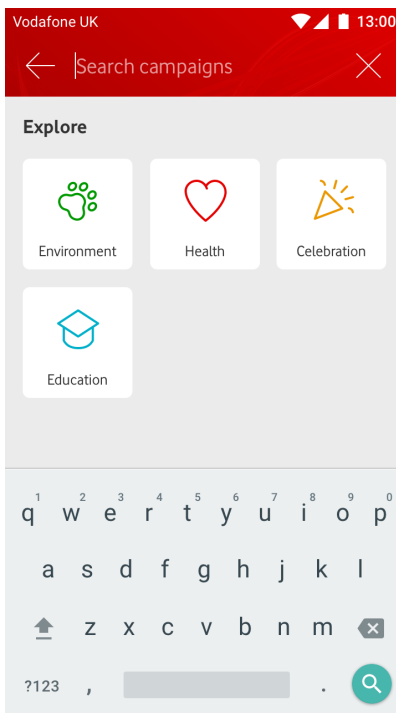 Vodafone UK 13:00
Search campaigns
Explore
Environment Health Celebration
Education
1 2 3 4 5 6 7 8 9 0
q w e r t y u i o p
a s d f g h j k l
z x c v b n m
?123 , .